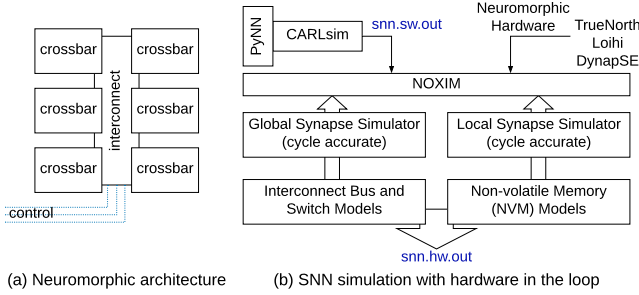 crossbar
crossbar
crossbar
crossbar
crossbar
crossbar
interconnect
control
(a) Neuromorphic architecture
PyNN
CARLsim
snn.sw.out
Neuromorphic
Hardware
TrueNorth
Loihi
DynapSE
NOXIM
Global Synapse Simulator
(cycle accurate)
Local Synapse Simulator
(cycle accurate)
Interconnect Bus and
Switch Models
Non-volatile Memory
(NVM) Models
snn.hw.out
(b) SNN simulation with hardware in the loop